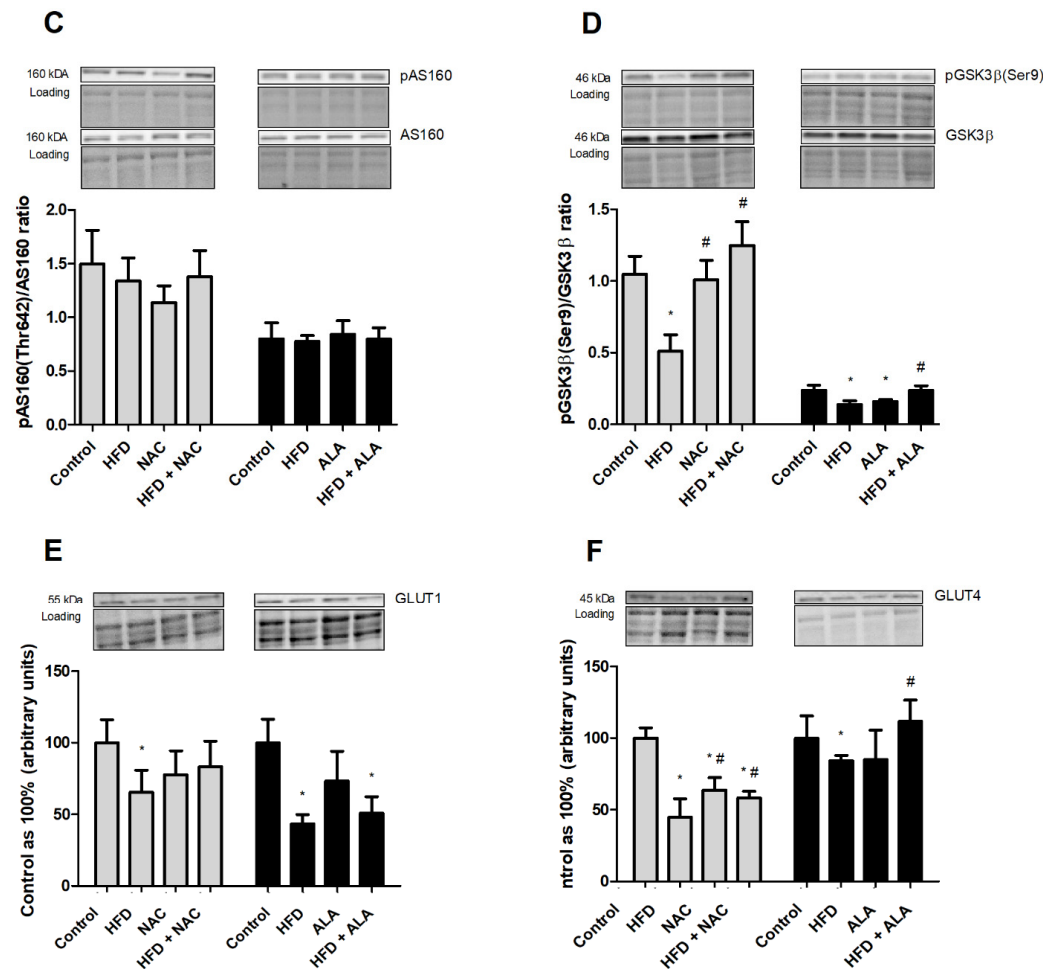 C
160 kDA
pAS160
Loading
160 kDA
AS160
Loading
pAS160(Thr642)/AS160 ratio
2.0
1.5
1.0
0.5
0.0
Control
HFD
NAC
HFD + NAC
Control
HFD
ALA
HFD + ALA
D
46 kDa
pGSK3β(Ser9)
Loading
46 kDa
GSK3β
Loading
pGSK3β(Ser9)/GSK3β ratio
1.5
1.0
0.5
0.0
*
#
#
*
*
#
Control
HFD
NAC
HFD + NAC
Control
HFD
ALA
HFD + ALA
E
55 kDa
GLUT1
Loading
Control as 100% (arbitrary units)
150
100
50
0
*
*
*
Control
HFD
NAC
HFD + NAC
Control
HFD
ALA
HFD + ALA
F
45 kDa
GLUT4
Loading
ntrol as 100% (arbitrary units)
150
100
50
0
*
* #
* #
*
#
Control
HFD
NAC
HFD + NAC
Control
HFD
ALA
HFD + ALA